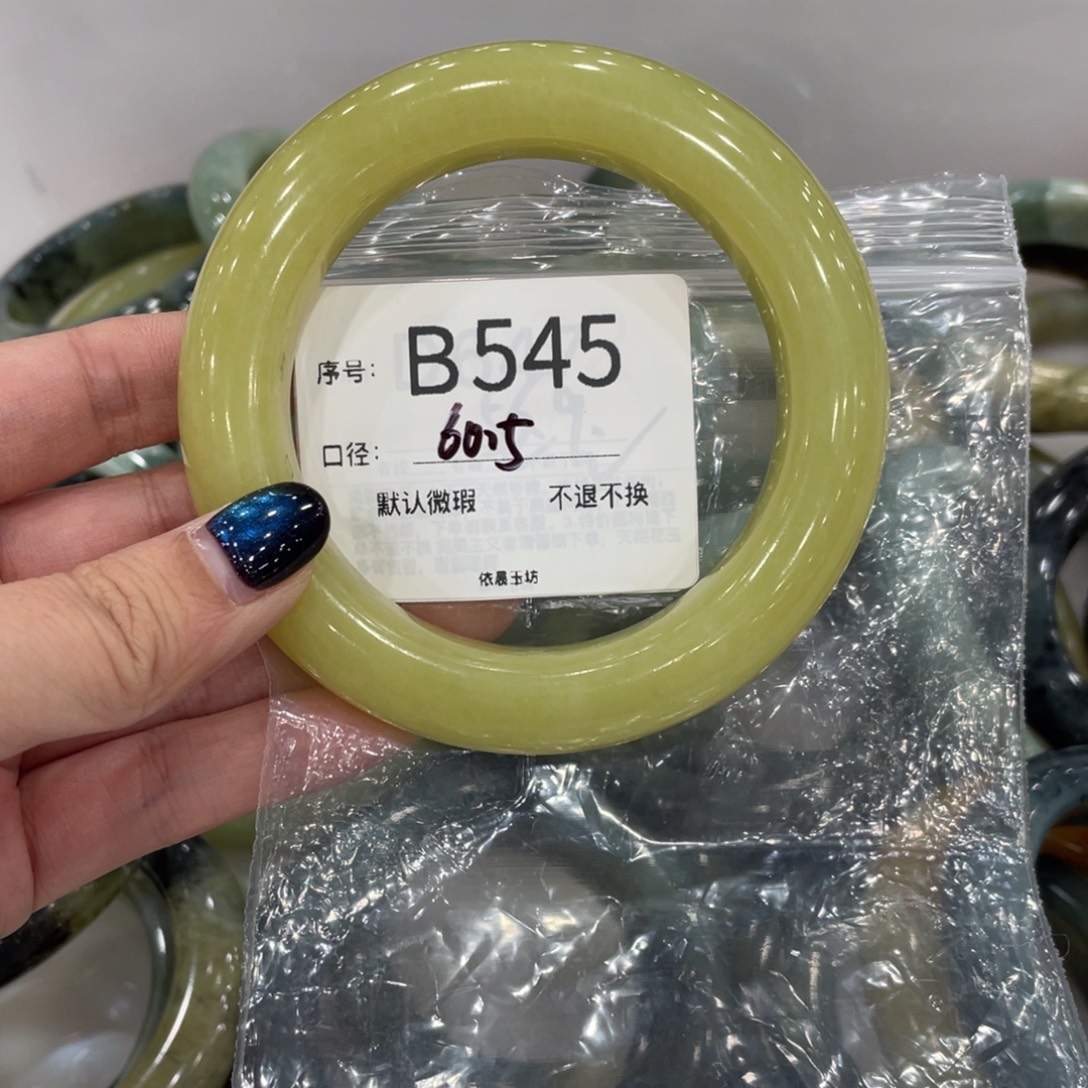 序号: B545
口径: 60.5
默认微瑕 不退不换
依晨玉坊